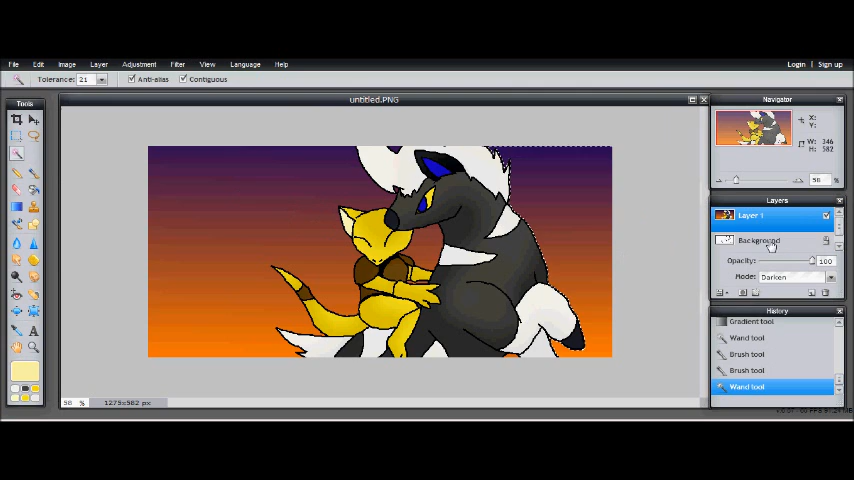 File Edit Image Layer Adjustment Filter View Language Help Login | Sign up
Tolerance: 21 Anti-alias Contiguous
Tools
untitled.PNG
Navigator
X:
Y:
W: 346
H: 582
58 %
Layers
Layer 1
Background
Opacity: 100
Mode: Darken
History
Gradient tool
Wand tool
Brush tool
Brush tool
Wand tool
58 % 1275x582 px